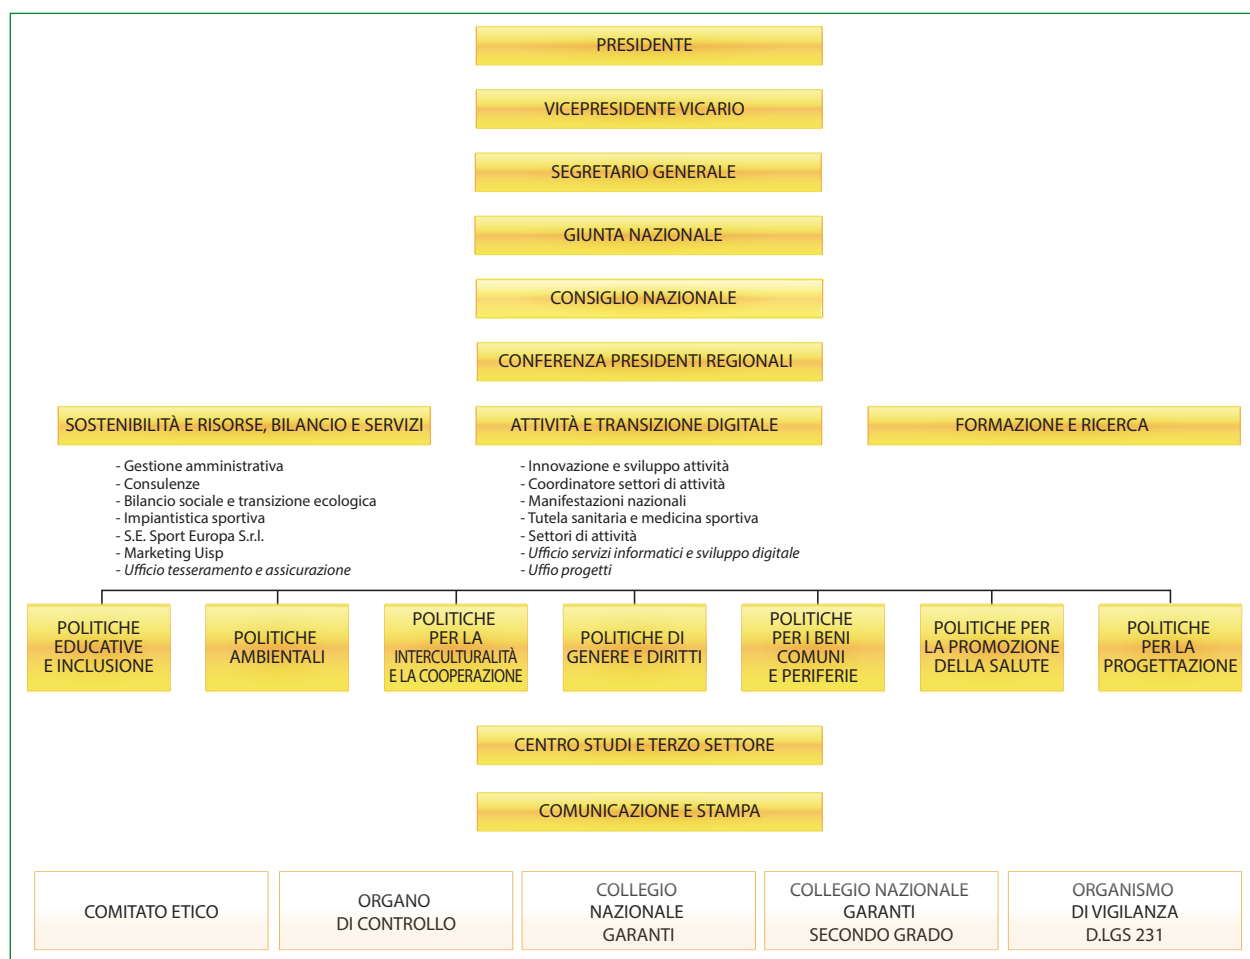 PRESIDENTE
VICEPRESIDENTE VICARIO
SEGRETARIO GENERALE
GIUNTA NAZIONALE
CONSIGLIO NAZIONALE
CONFERENZA PRESIDENTI REGIONALI
SOSTENIBILITÀ E RISORSE, BILANCIO E SERVIZI
- Gestione amministrativa
- Consulenze
- Bilancio sociale e transizione ecologica
- Impiantistica sportiva
- S.E. Sport Europa S.r.l.
- Marketing Uisp
- Ufficio tesseramento e assicurazione
ATTIVITÀ E TRANSIZIONE DIGITALE
- Innovazione e sviluppo attività
- Coordinatore settori di attività
- Manifestazioni nazionali
- Tutela sanitaria e medicina sportiva
- Settori di attività
- Ufficio servizi informatici e sviluppo digitale
- Uffio progetti
FORMAZIONE E RICERCA
POLITICHE
EDUCATIVE
E INCLUSIONE
POLITICHE
AMBIENTALI
POLITICHE
PER LA
INTERCULTURALITÀ
E LA COOPERAZIONE
POLITICHE DI
GENERE E DIRITTI
POLITICHE
PER I BENI
COMUNI
E PERIFERIE
POLITICHE PER
LA PROMOZIONE
DELLA SALUTE
POLITICHE
PER LA
PROGETTAZIONE
CENTRO STUDI E TERZO SETTORE
COMUNICAZIONE E STAMPA
COMITATO ETICO
ORGANO
DI CONTROLLO
COLLEGIO
NAZIONALE
GARANTI
COLLEGIO NAZIONALE
GARANTI
SECONDO GRADO
ORGANISMO
DI VIGILANZA
D.LGS 231